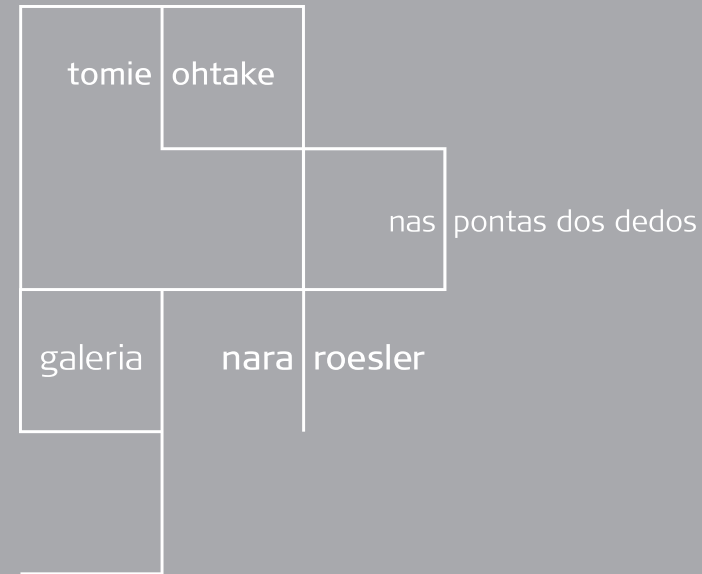 tomie ohtake
nas pontas dos dedos
galeria nara roesler